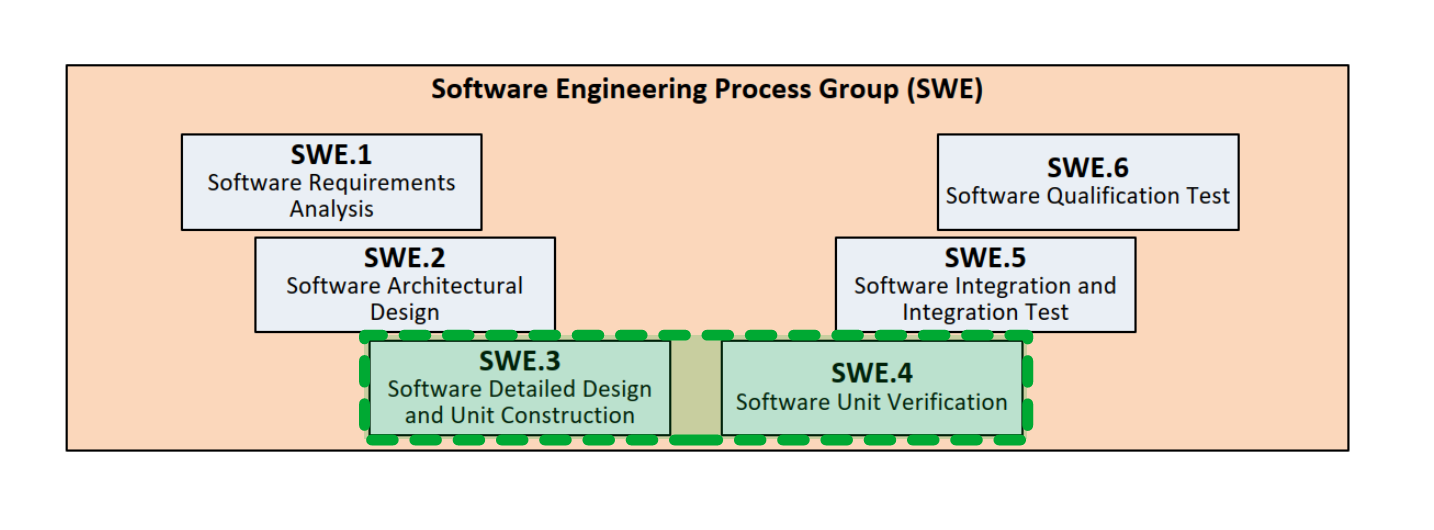 Software Engineering Process Group (SWE)
SWE.1
Software Requirements
Analysis
SWE.6
Software Qualification Test
SWE.2
Software Architectural
Design
SWE.5
Software Integration and
Integration Test
SWE.3
Software Detailed Design
and Unit Construction
SWE.4
Software Unit Verification